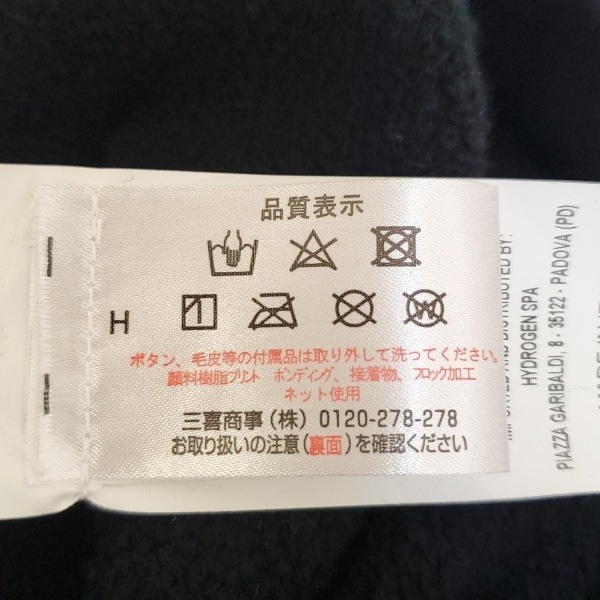 品質表示
H
ボタン、毛皮等の付属品は取り外して洗ってください。
顔料樹脂プリント ボンディング、接着物、フロック加工
ネット使用
三喜商事(株) 0120-278-278
お取り扱いの注意(裏面)を確認ください
IMPORTED AND DISTRIBUTED BY:
HYDROGEN SPA
PIAZZA GARIBALDI, 8 - 35122 - PADOVA (PD)